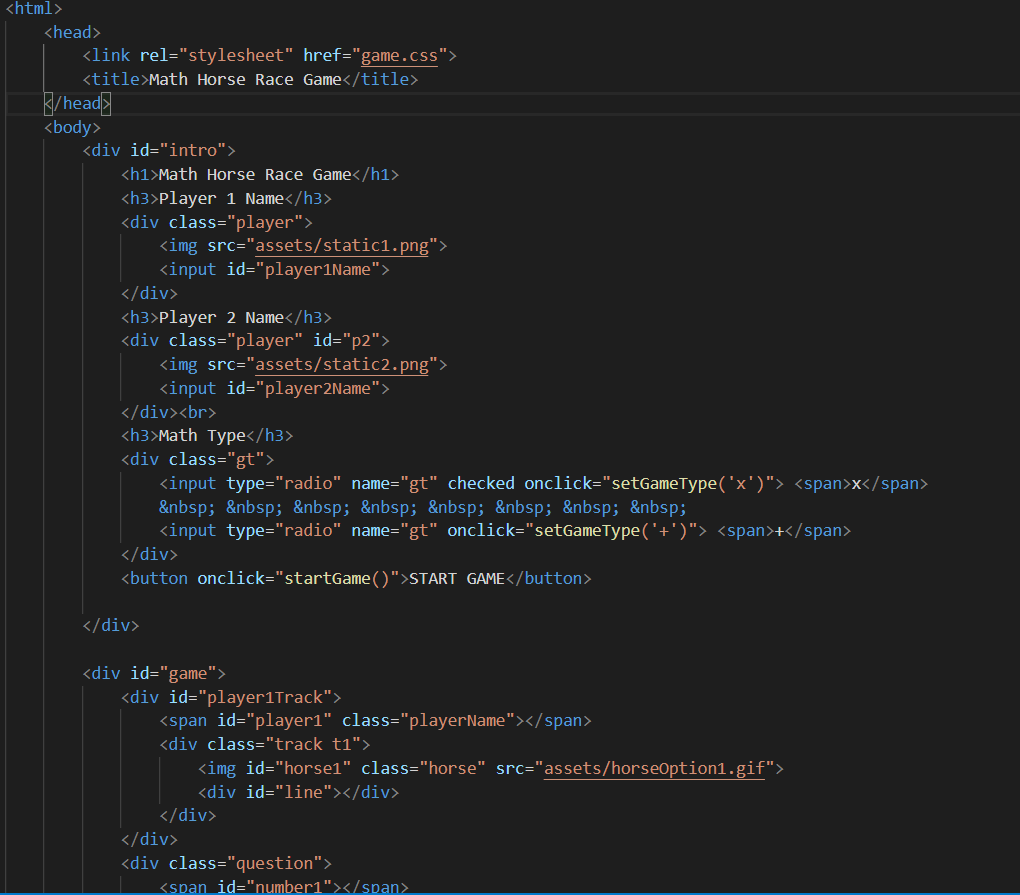 <html>
    <head>
        <link rel="stylesheet" href="game.css">
        <title>Math Horse Race Game</title>
    </head>
    <body>
        <div id="intro">
            <h1>Math Horse Race Game</h1>
            <h3>Player 1 Name</h3>
            <div class="player">
                <img src="assets/static1.png">
                <input id="player1Name">
            </div>
            <h3>Player 2 Name</h3>
            <div class="player" id="p2">
                <img src="assets/static2.png">
                <input id="player2Name">
            </div><br>
            <h3>Math Type</h3>
            <div class="gt">
                <input type="radio" name="gt" checked onclick="setGameType('x')"> <span>x</span>
                &nbsp; &nbsp; &nbsp; &nbsp; &nbsp; &nbsp; &nbsp; &nbsp;
                <input type="radio" name="gt" onclick="setGameType('+')"> <span>+</span>
            </div>
            <button onclick="startGame()">START GAME</button>
        </div>
        <div id="game">
            <div id="player1Track">
                <span id="player1" class="playerName"></span>
                <div class="track t1">
                    <img id="horse1" class="horse" src="assets/horseOption1.gif">
                    <div id="line"></div>
                </div>
            </div>
            <div class="question">
                <span id="number1"></span>